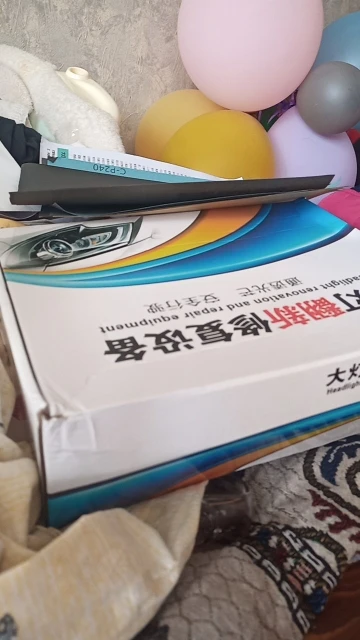 C-P240
灯翻新修复设备
adlight renovation and repair equipment
通透光芒 安全行驶
大灯
Headligh